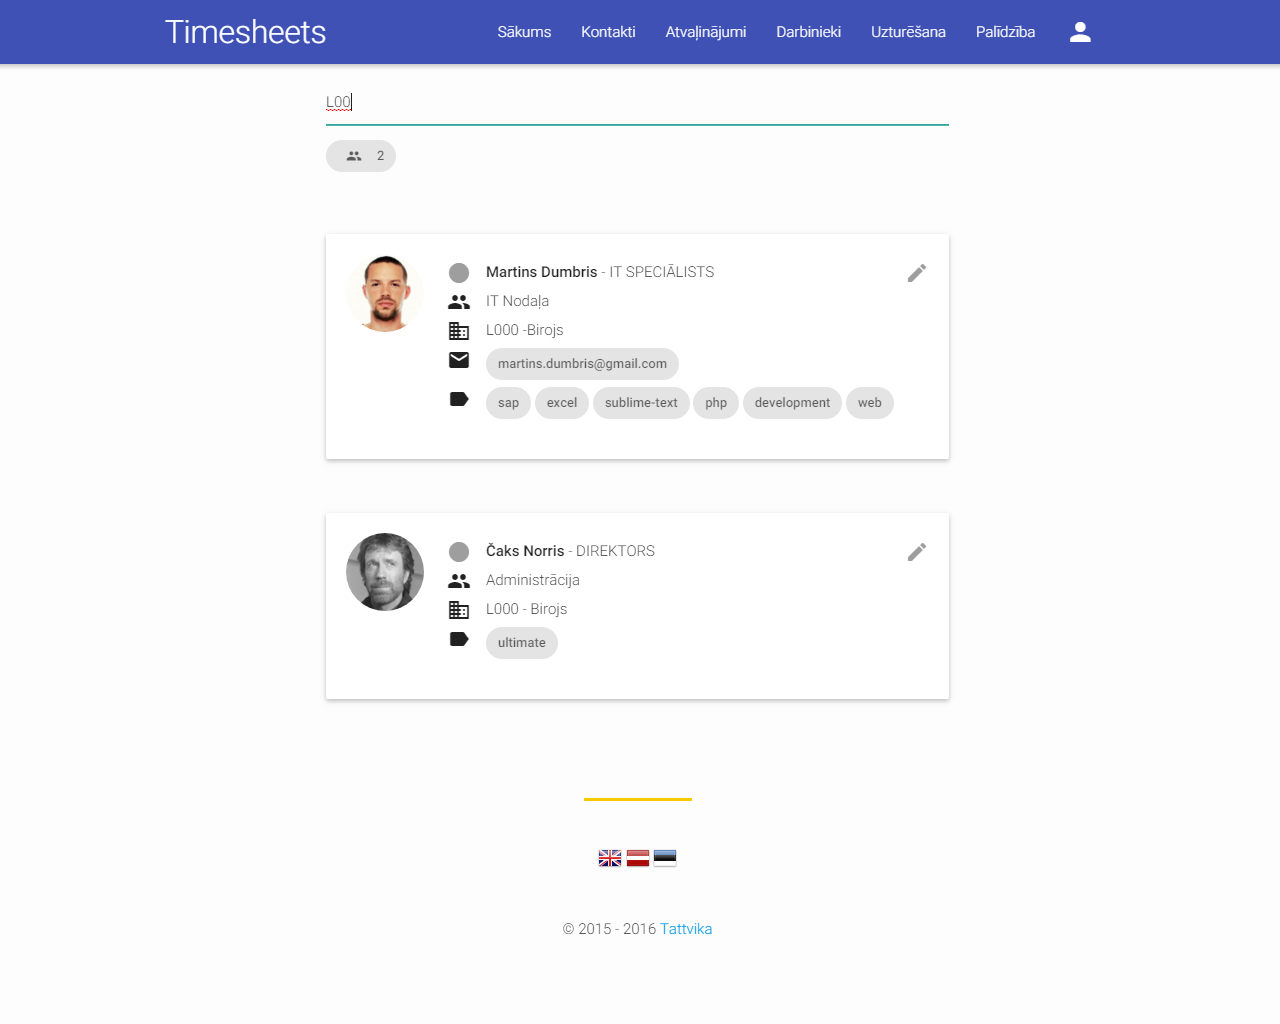 Timesheets Sākums Kontakti Atvaļinājumi Darbinieki Uzturēšana Palīdzība
L00
2
Martins Dumbris - IT SPECIĀLISTS
IT Nodaļa
L000 -Birojs
martins.dumbris@gmail.com
sap excel sublime-text php development web
Čaks Norris - DIREKTORS
Administrācija
L000 - Birojs
ultimate
© 2015 - 2016 Tattvika